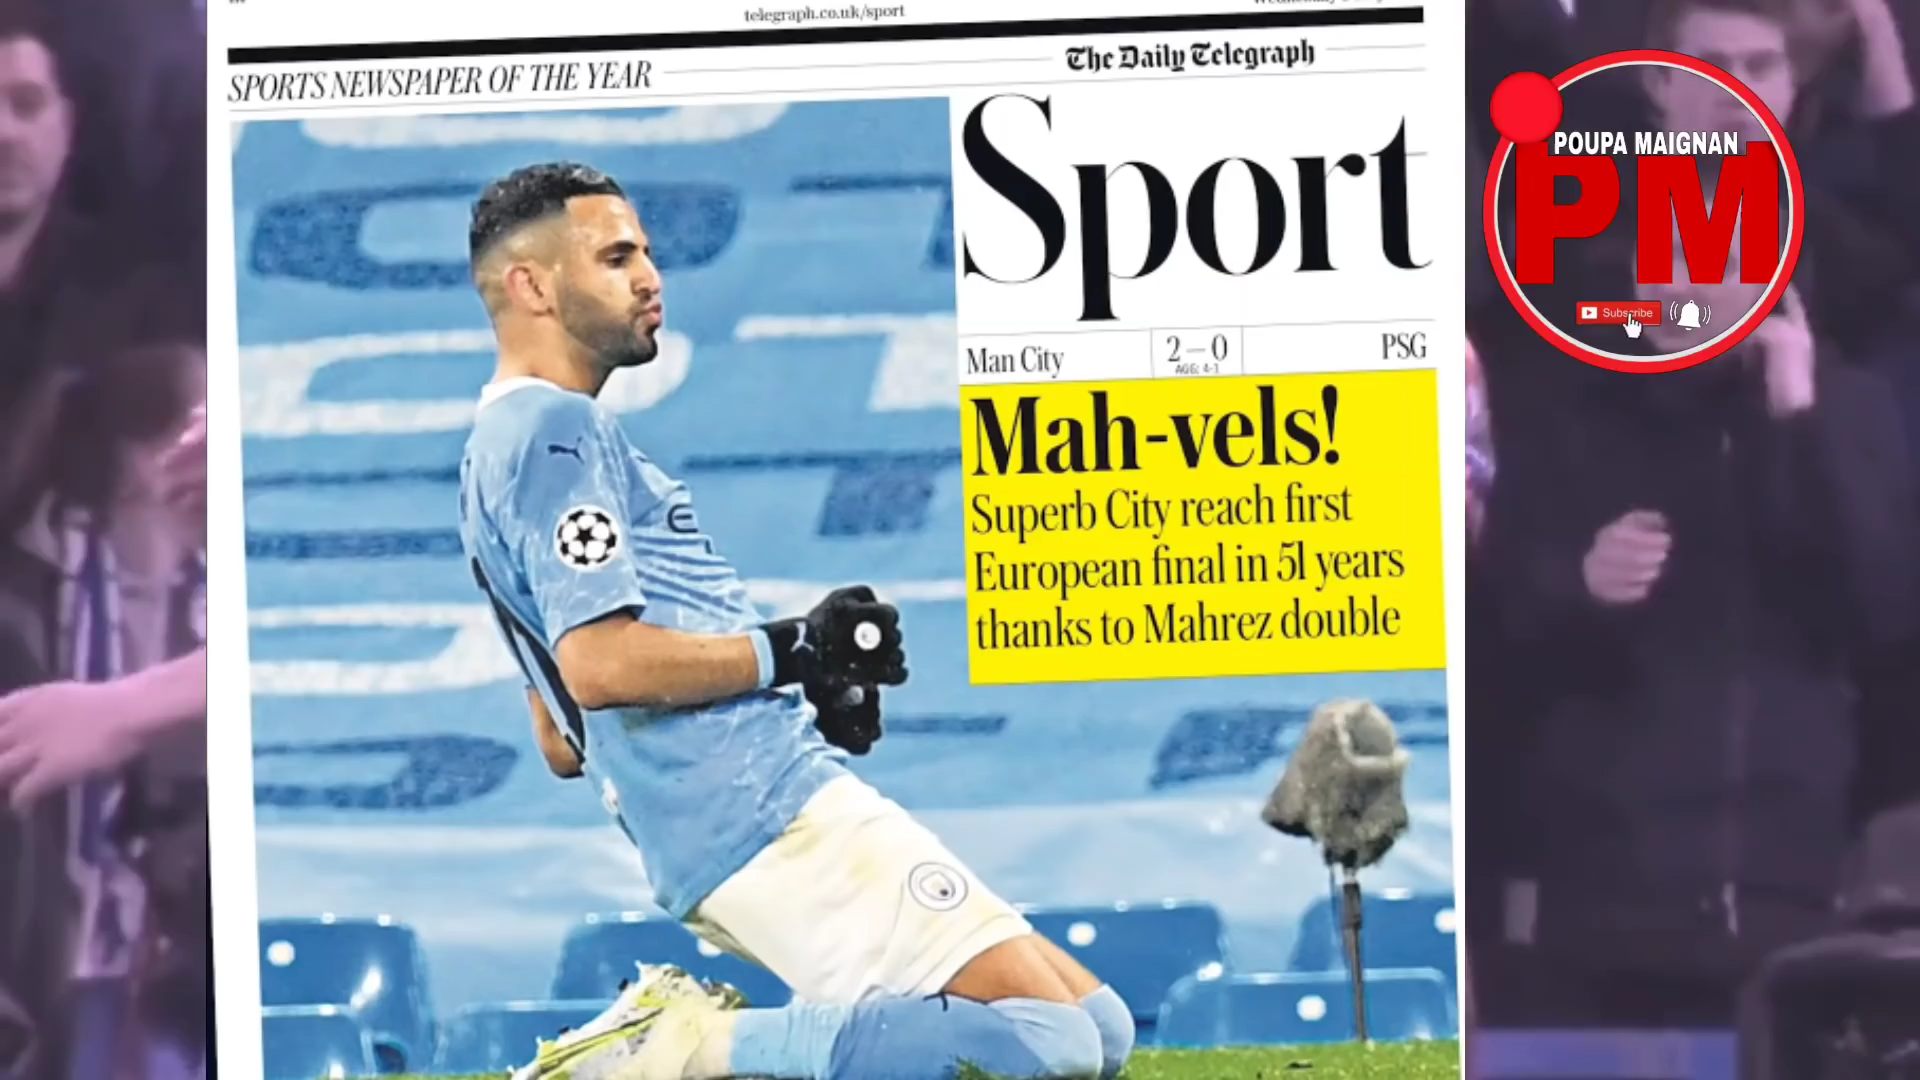 telegraph.co.uk/sport
SPORTS NEWSPAPER OF THE YEAR
The Daily Telegraph
Sport
Man City 2–0 PSG
AGG: 4-1
Mah-vels!
Superb City reach first
European final in 51 years
thanks to Mahrez double
POUPA MAIGNAN
PM
Subscribe